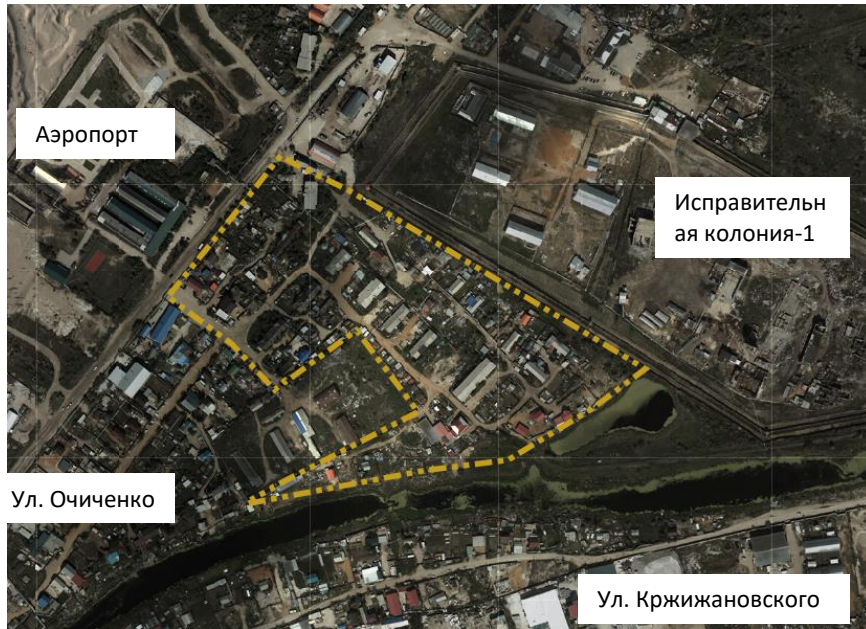 Аэропорт
Исправительн
ая колония-1
Ул. Очиченко
Ул. Кржижановского